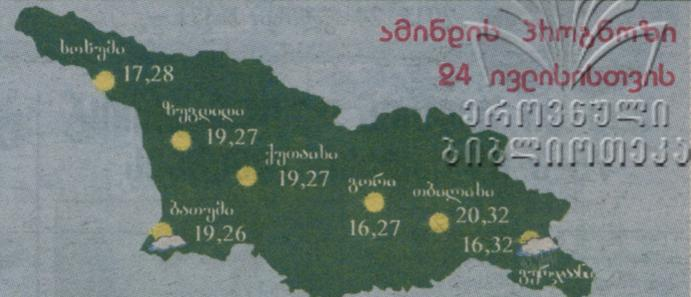 ამინდის პროგნოზი
24 ივლისისთვის
ეროვნული
ბიბლიოთეკა
სოხუმი
17,28
ზუგდიდი
19,27
ქუთაისი
19,27
გორი
16,27
თბილისი
20,32
ბათუმი
19,26
16,32
გურჯაანი